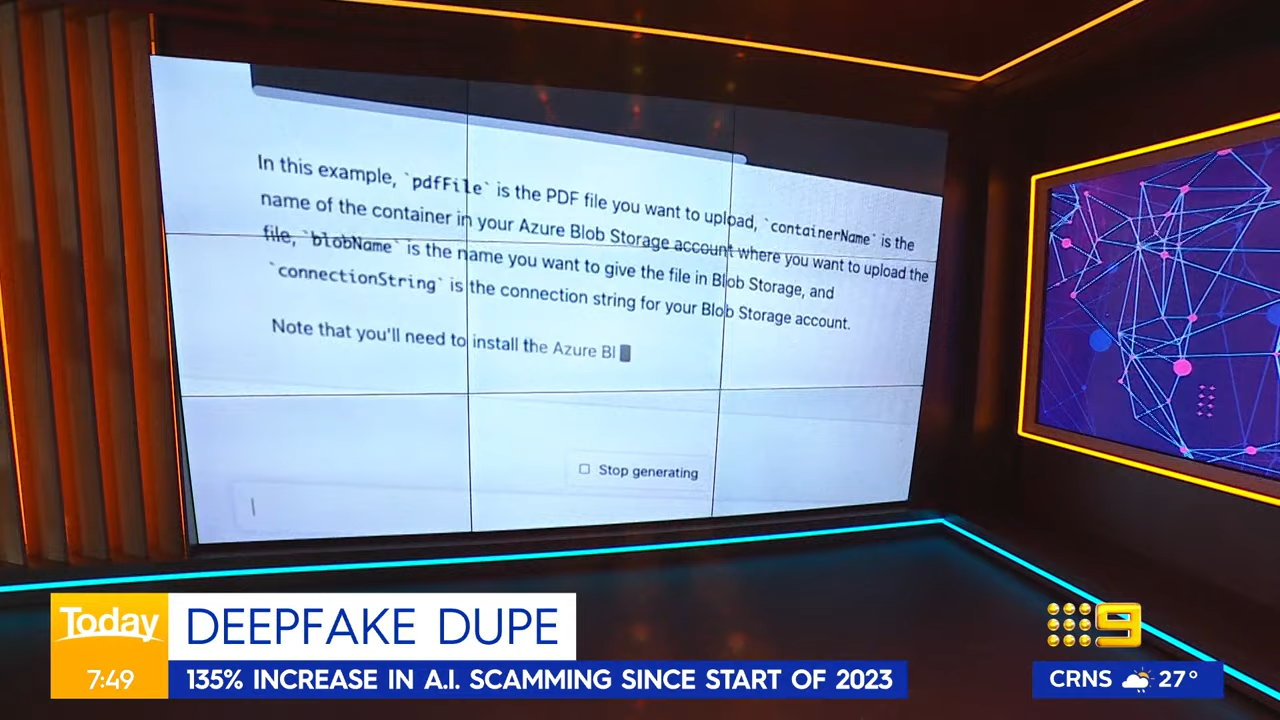 In this example, `pdfFile` is the PDF file you want to upload, `containerName` is the
name of the container in your Azure Blob Storage account where you want to upload the
file, `blobName` is the name you want to give the file in Blob Storage, and
`connectionString` is the connection string for your Blob Storage account.
Note that you'll need to install the Azure Bl
Stop generating
Today
DEEPFAKE DUPE
9
7:49
135% INCREASE IN A.I. SCAMMING SINCE START OF 2023
CRNS 27°